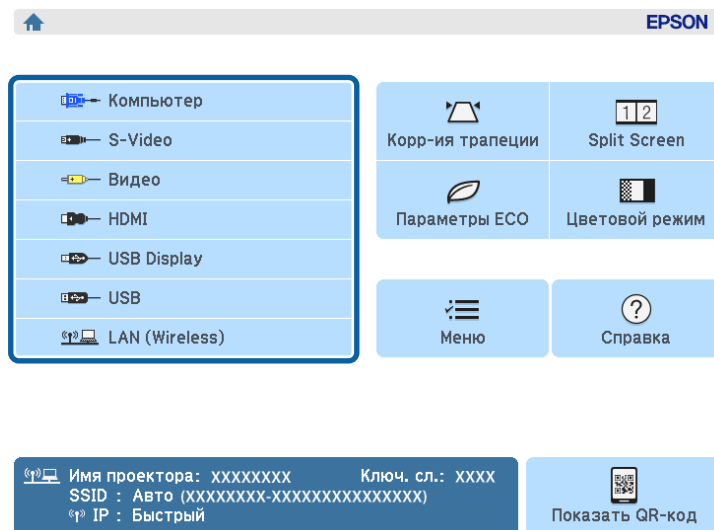 EPSON
Компьютер
S-Video
Видео
HDMI
USB Display
USB
LAN (Wireless)
Корр-ия трапеции
1 2
Split Screen
Параметры ECO
Цветовой режим
Меню
?
Справка
Имя проектора: XXXXXXXX Ключ. сл.: XXXX
SSID : Авто (XXXXXXXX-XXXXXXXXXXXXXXX)
IP : Быстрый
Показать QR-код